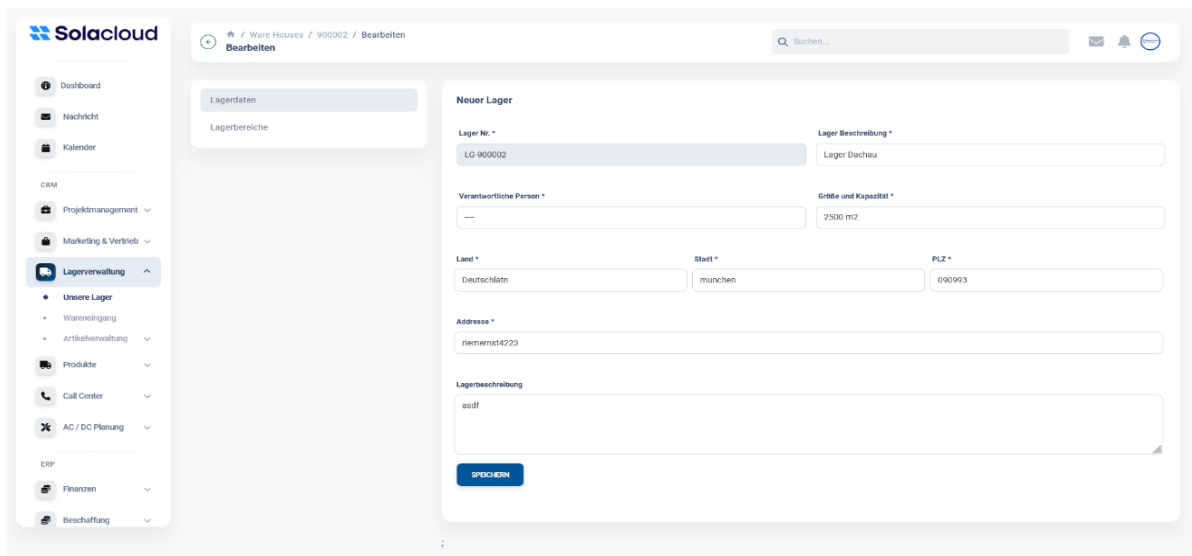 Solacloud
/ Ware Houses / 900002 / Bearbeiten
Bearbeiten
Suchen...
Dashboard
Nachricht
Kalender
CRM
Projektmanagement
Marketing & Vertrieb
Lagerverwaltung
Unsere Lager
Wareneingang
Artikelverwaltung
Produkte
Call Center
AC / DC Planung
ERP
Finanzen
Beschaffung
Lagerdaten
Lagerbereiche
Neuer Lager
Lager Nr. * Lager Beschreibung *
LG-900002 Lager Dachau
Verantwortliche Person * Größe und Kapazität *
---- 2500 m2
Land * Stadt * PLZ *
Deutschlatn munchen 090993
Addresse *
riemernst4223
Lagerbeschreibung
asdf
SPEICHERN
;